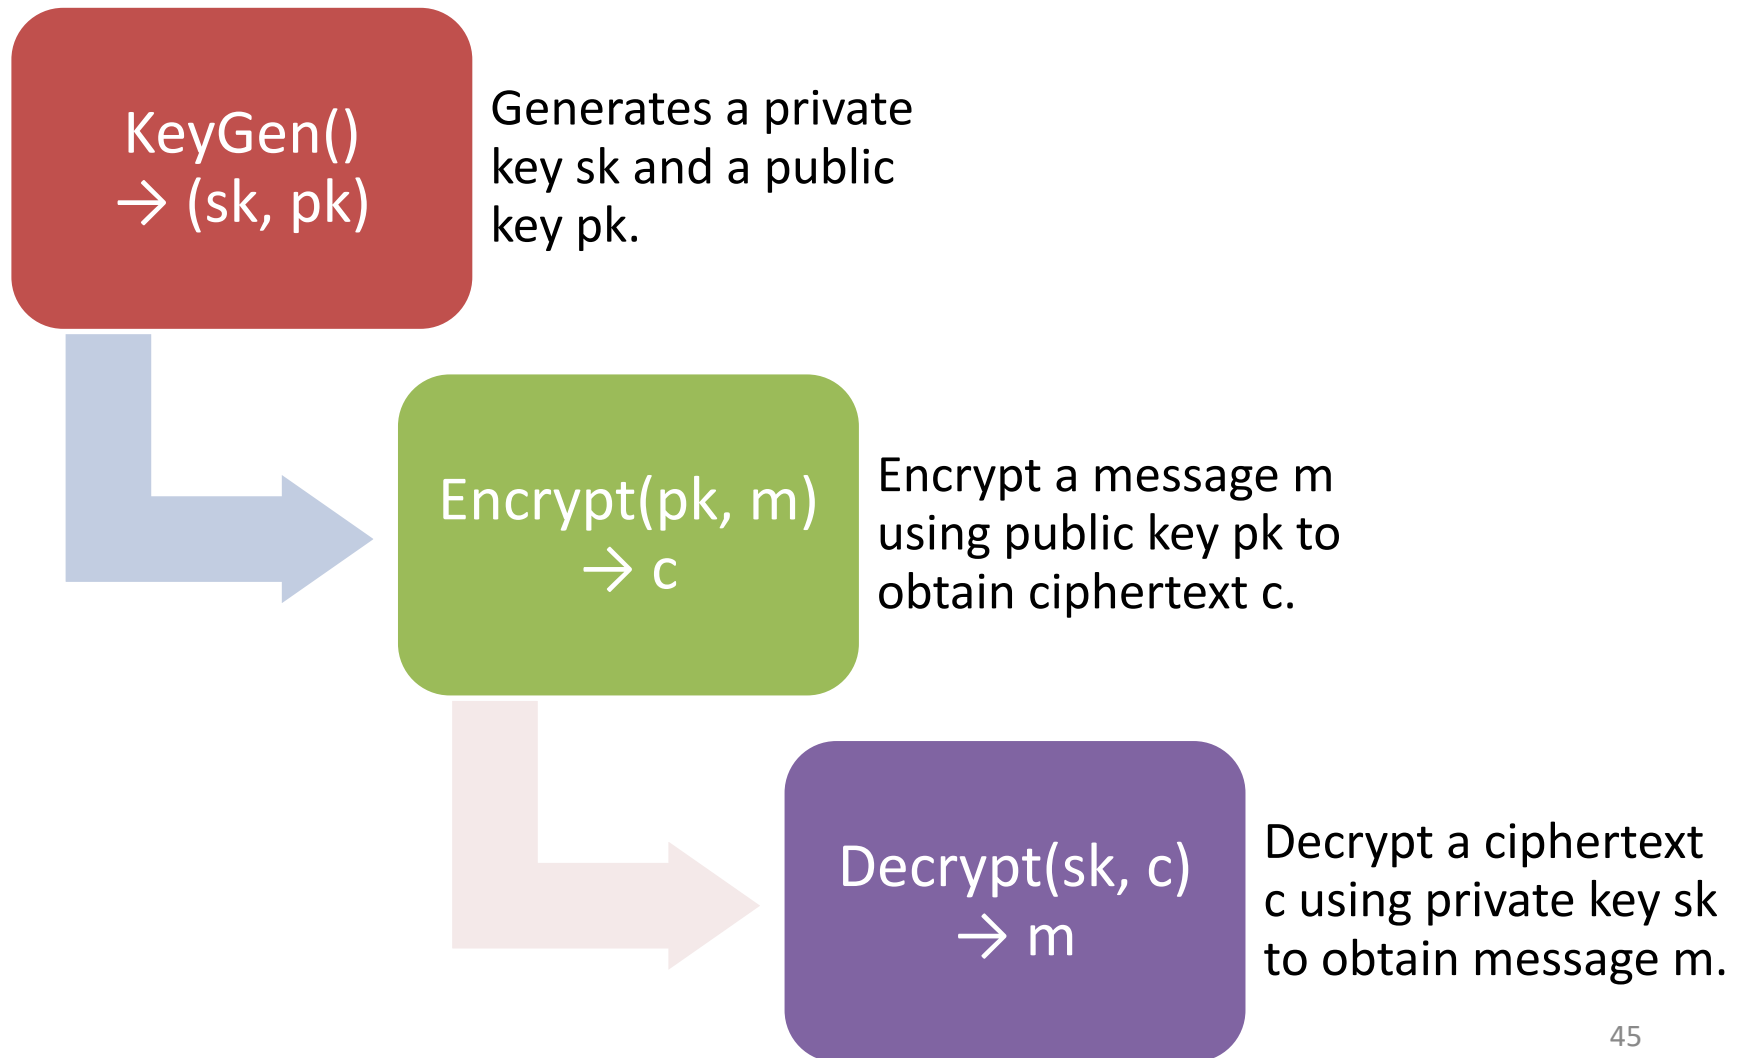 KeyGen()
→ (sk, pk)
Generates a private
key sk and a public
key pk.
Encrypt(pk, m)
→ c
Encrypt a message m
using public key pk to
obtain ciphertext c.
Decrypt(sk, c)
→ m
Decrypt a ciphertext
c using private key sk
to obtain message m.
45